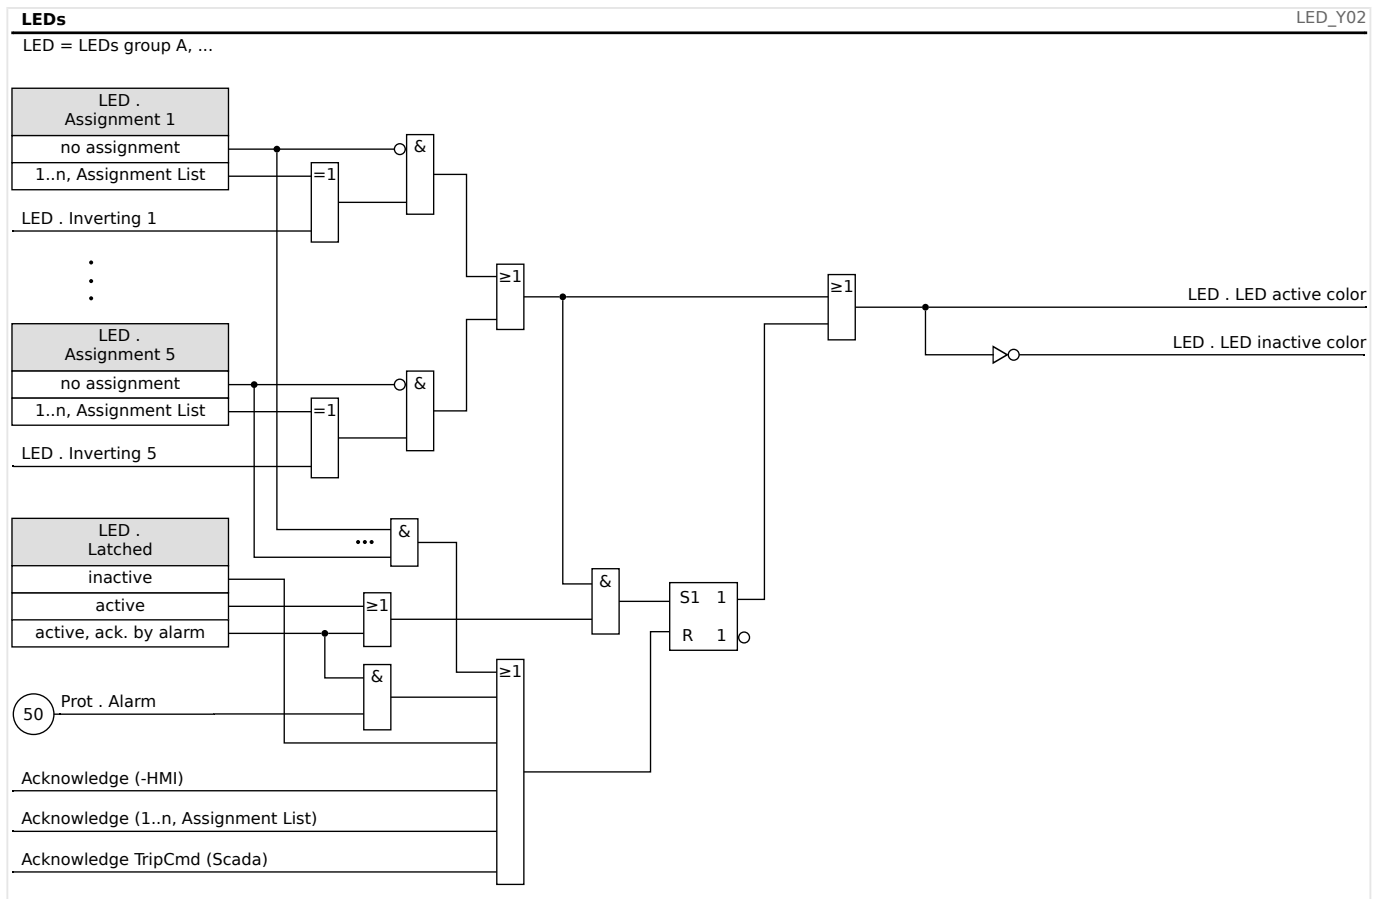 LEDs
LED_Y02
LED = LEDs group A, ...
LED .
Assignment 1
no assignment
&
1..n, Assignment List
=1
LED . Inverting 1
≥1
≥1
LED . LED active color
LED .
Assignment 5
LED . LED inactive color
no assignment
&
1..n, Assignment List
=1
LED . Inverting 5
LED .
Latched
&
•••
inactive
&
active
≥1
S1 1
active, ack. by alarm
R 1
&
≥1
Prot . Alarm
50
Acknowledge (-HMI)
Acknowledge (1..n, Assignment List)
Acknowledge TripCmd (Scada)